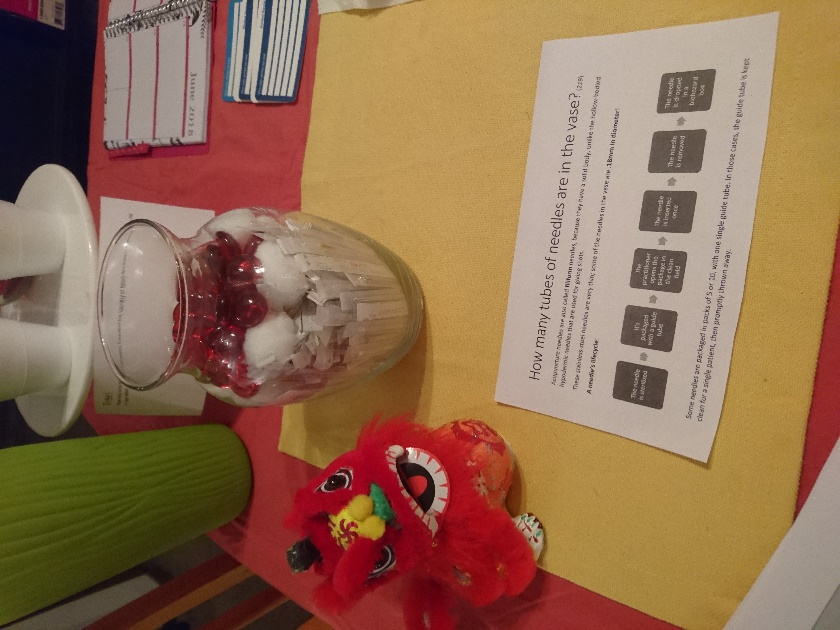 June 2018
How many tubes of needles are in the vase? (219)
Acupuncture needles are also called filiform needles, because they have a solid body, unlike the hollow-bodied
hypodermic needles that are used for giving shots.
These stainless steel needles are very thin; some of the needles in the vase are .18mm in diameter!
A needle's lifecycle:
The needle
is sterilized
It's
packaged
with a guide
tube
The
practitioner
opens the
package in
the clean
field
The needle
is inserted
once
The needle
is removed
The needle
is dropped
in a
biohazard
box
Some needles are packaged in packs of 5 or 10, with one single guide tube. In those cases, the guide tube is kept
clean for a single patient, then promptly thrown away.